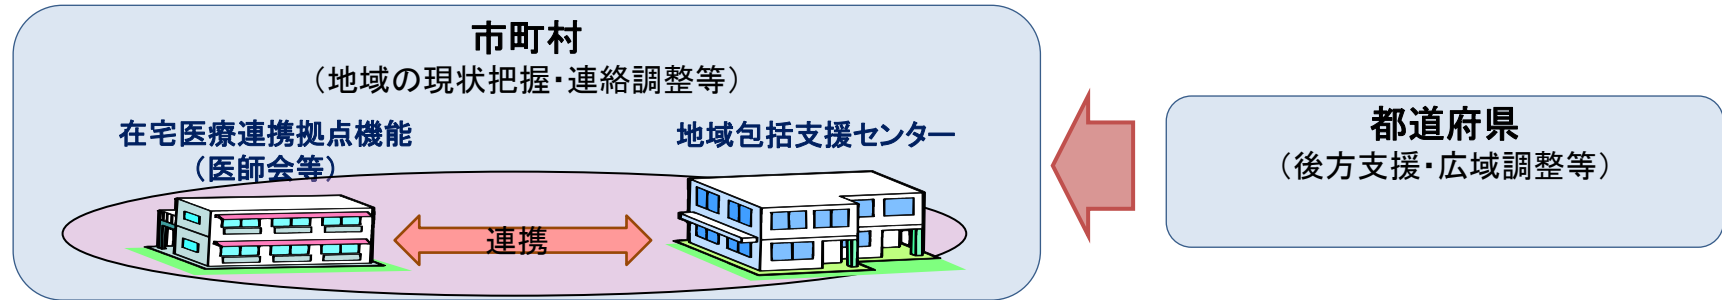 市町村
（地域の現状把握・連絡調整等）
在宅医療連携拠点機能
（医師会等）
地域包括支援センター
連携
都道府県
（後方支援・広域調整等）